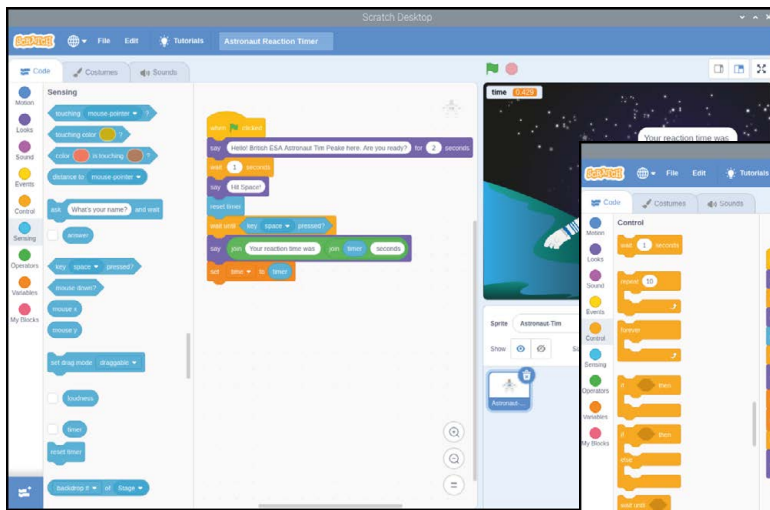 Scratch Desktop
SCRATCH File Edit Tutorials Astronaut Reaction Timer
Code Costumes Sounds
Motion
Looks
Sound
Events
Control
Sensing
Operators
Variables
My Blocks
Sensing
touching mouse-pointer ?
touching color ?
color is touching ?
distance to mouse-pointer
ask What's your name? and wait
answer
key space pressed?
mouse down?
mouse x
mouse y
set drag mode draggable
loudness
timer
reset timer
backdrop # of Stage
when clicked
say Hello! British ESA Astronaut Tim Peake here. Are you ready? for 2 seconds
wait 1 seconds
say Hit Space!
reset timer
wait until key space pressed?
say join Your reaction time was join timer seconds
set time to timer
time 0.429
Your reaction time was
Sprite Astronaut-Tim
Show
Astronaut-...
SCRATCH File Edit Tutorials
Code Costumes Sounds
Motion
Looks
Sound
Events
Control
Sensing
Operators
Variables
My Blocks
Control
wait 1 seconds
repeat 10
forever
if then
if then
else
wait until